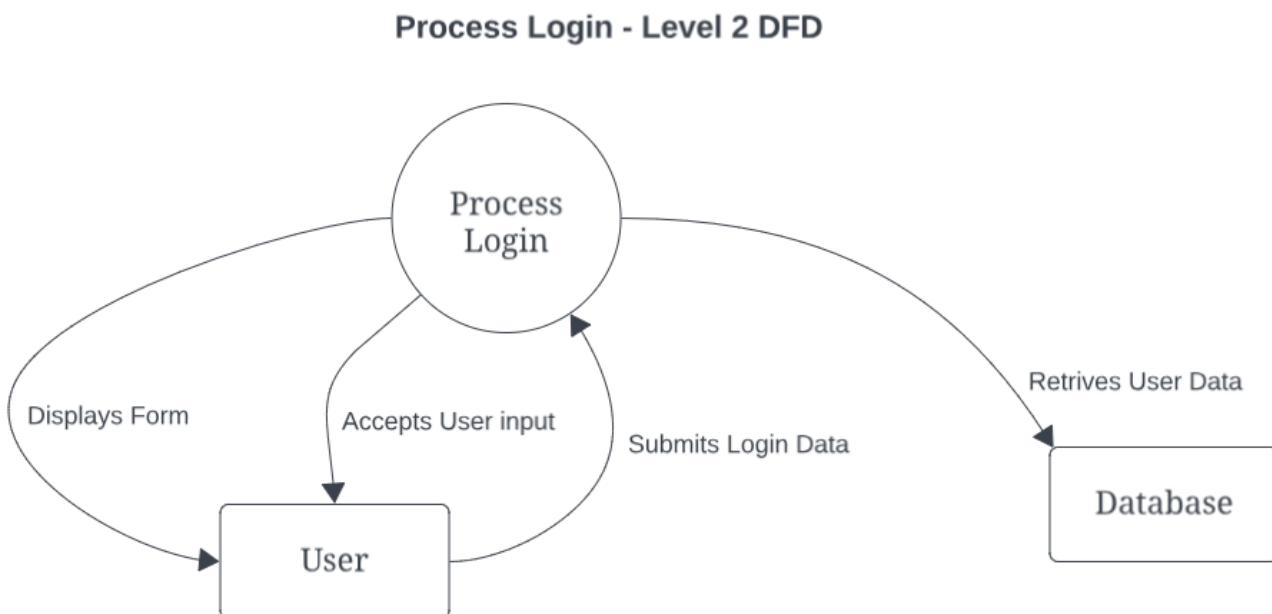 Process Login - Level 2 DFD
Process
Login
Retrives User Data
Displays Form
Accepts User input
Submits Login Data
Database
User